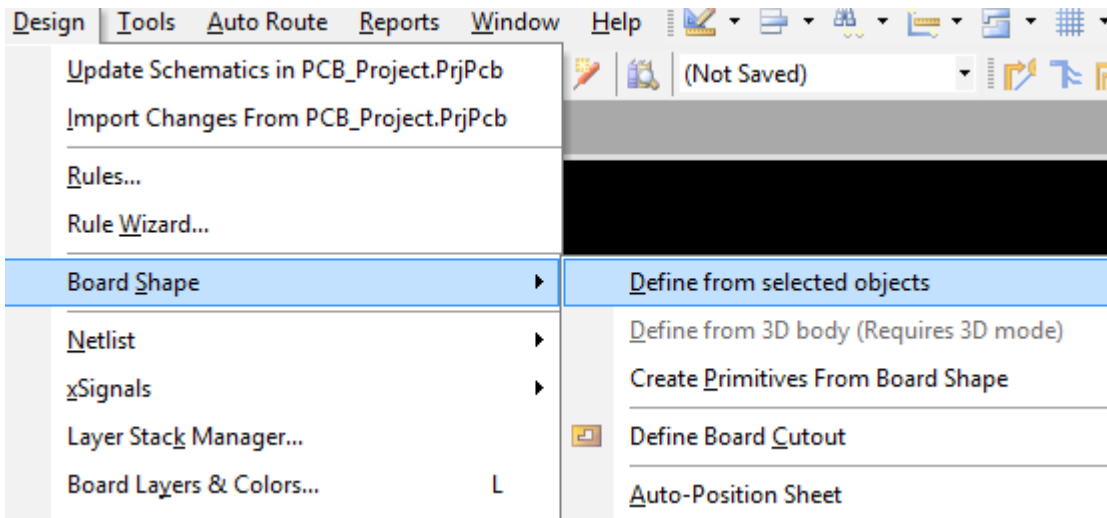 Design Tools Auto Route Reports Window Help
Update Schematics in PCB_Project.PrjPcb
(Not Saved)
Import Changes From PCB_Project.PrjPcb
Rules...
Rule Wizard...
Board Shape
Define from selected objects
Define from 3D body (Requires 3D mode)
Netlist
Create Primitives From Board Shape
xSignals
Layer Stack Manager...
Define Board Cutout
Board Layers & Colors... L
Auto-Position Sheet